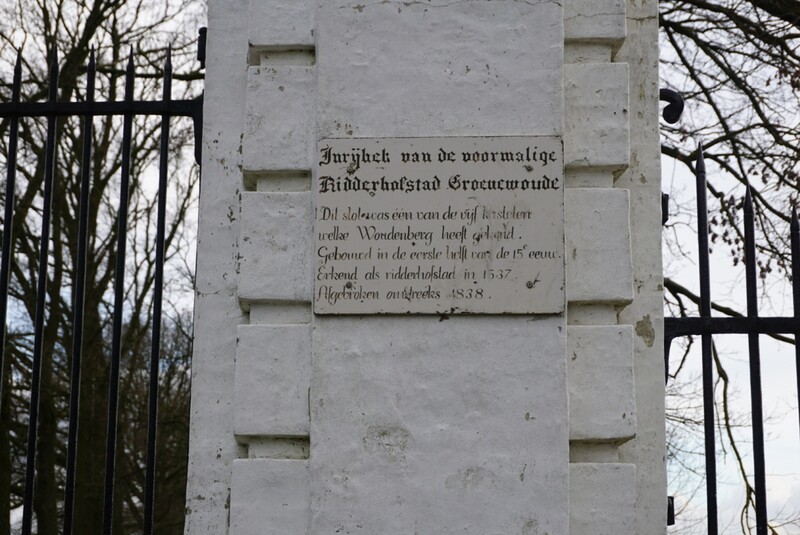 Inrijhek van de voormalige
Ridderhofstad Groenewoude
Dit slot was één van de vijf kastelen
welke Woudenberg heeft gekend.
Gebouwd in de eerste helft van de 15e eeuw.
Erkend als ridderhofstad in 1537.
Afgebroken omstreeks 1838.